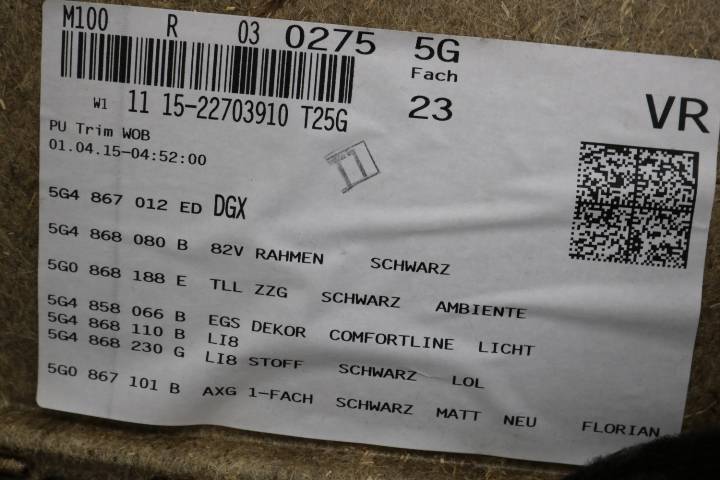 M100 R 03 0275 5G
Fach
W1 11 15-22703910 T25G 23 VR
PU Trim WOB
01.04.15-04:52:00
11
5G4 867 012 ED DGX
5G4 868 080 B 82V RAHMEN SCHWARZ
5G0 868 188 E TLL ZZG SCHWARZ AMBIENTE
5G4 858 066 B EGS DEKOR COMFORTLINE LICHT
5G4 868 110 B LI8
5G4 868 230 G LI8 STOFF SCHWARZ LOL
5G0 867 101 B AXG 1-FACH SCHWARZ MATT NEU FLORIAN